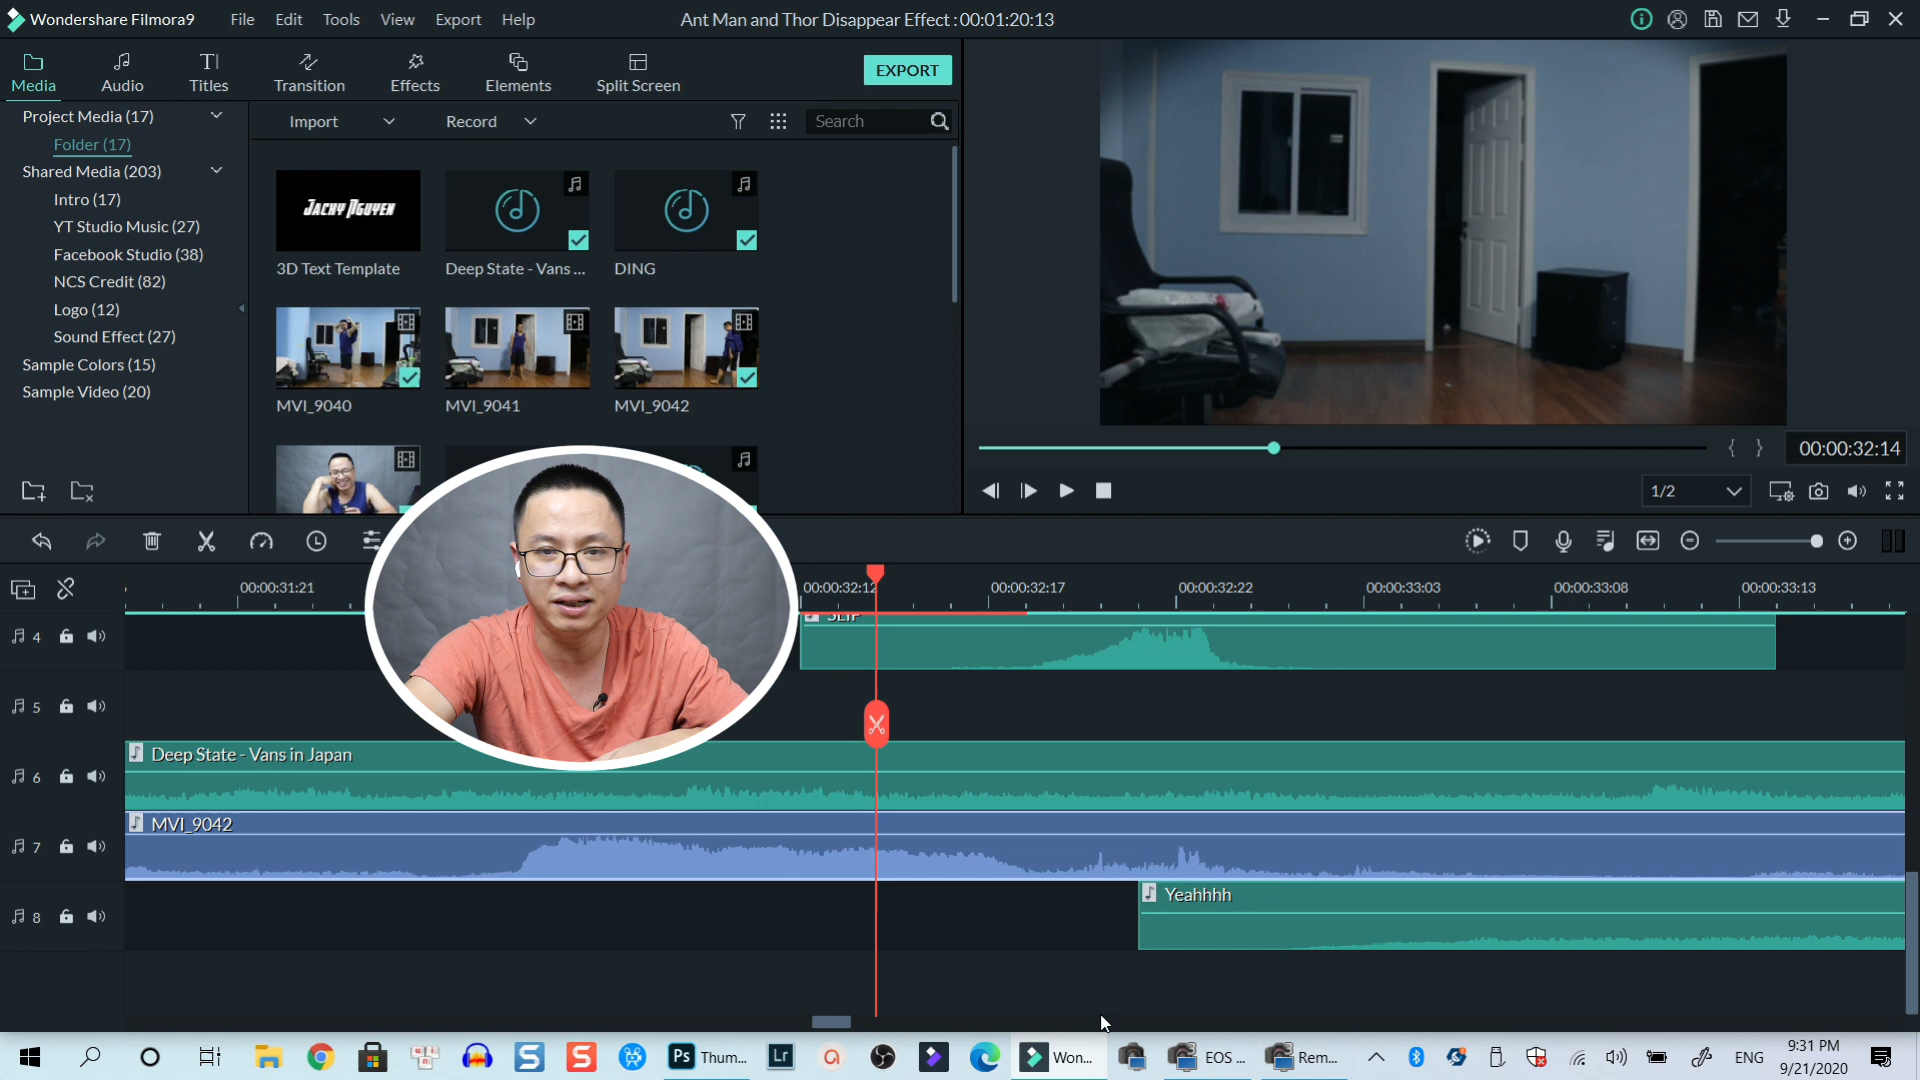 Wondershare Filmora9 File Edit Tools View Export Help Ant Man and Thor Disappear Effect : 00:01:20:13
Media Audio Titles Transition Effects Elements Split Screen EXPORT
Project Media (17)
Folder (17)
Shared Media (203)
Intro (17)
YT Studio Music (27)
Facebook Studio (38)
NCS Credit (82)
Logo (12)
Sound Effect (27)
Sample Colors (15)
Sample Video (20)
Import Record Search
JACKY NGUYEN
3D Text Template Deep State - Vans ... DING
MVI_9040 MVI_9041 MVI_9042
00:00:32:14
1/2
00:00:31:21 00:00:32:12 00:00:32:17 00:00:32:22 00:00:33:03 00:00:33:08 00:00:33:13
4
5
6 Deep State - Vans in Japan
7 MVI_9042
8 Yeahhhh
Ps Thum... Lr Won... EOS ... Rem... ENG
9:31 PM
9/21/2020